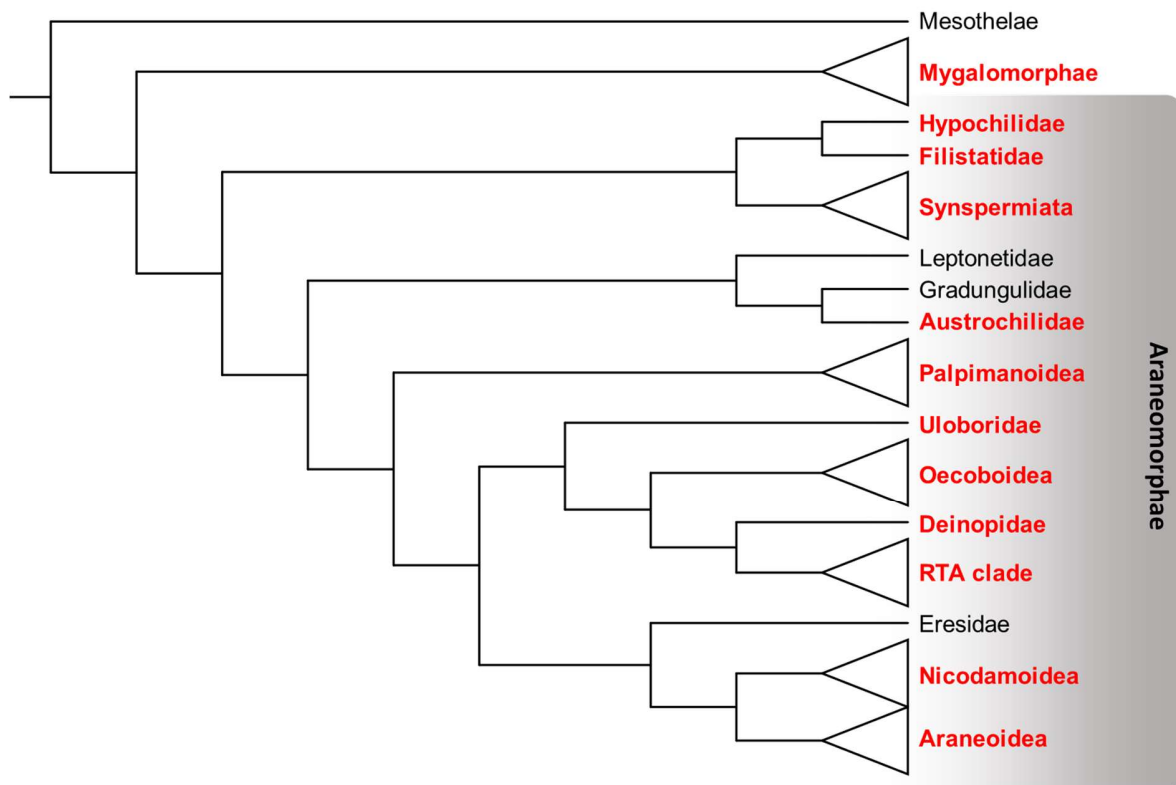 Mesothelae
Mygalomorphae
Hypochilidae
Filistatidae
Synspermiata
Leptonetidae
Gradungulidae
Austrochilidae
Palpimanoidea
Uloboridae
Oecoboidea
Deinopidae
RTA clade
Eresidae
Nicodamoidea
Araneoidea
Araneomorphae